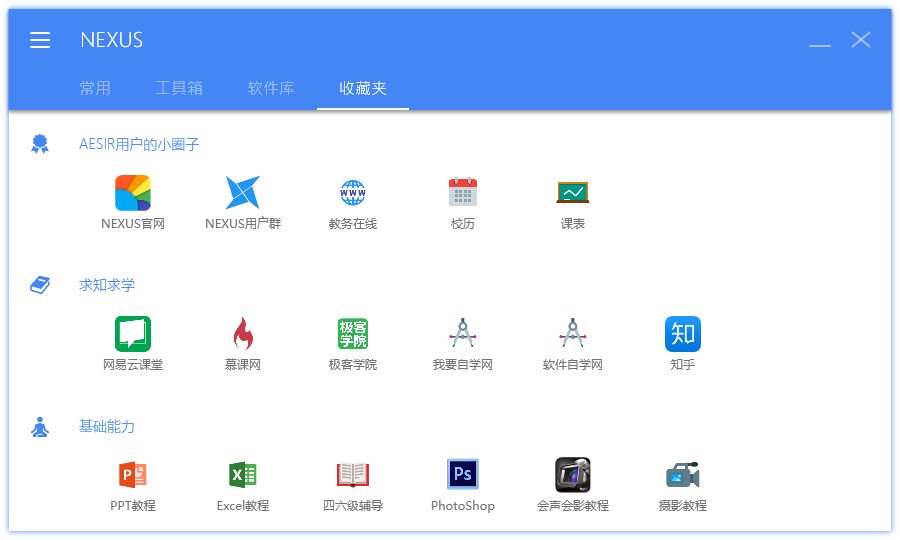 NEXUS
常用 工具箱 软件库 收藏夹
AESIR用户的小圈子
WWW
NEXUS官网 NEXUS用户群 教务在线 校历 课表
求知求学
极客
学院
知
网易云课堂 慕课网 极客学院 我要自学网 软件自学网 知乎
基础能力
P X Ps
PPT教程 Excel教程 四六级辅导 PhotoShop 会声会影教程 摄影教程